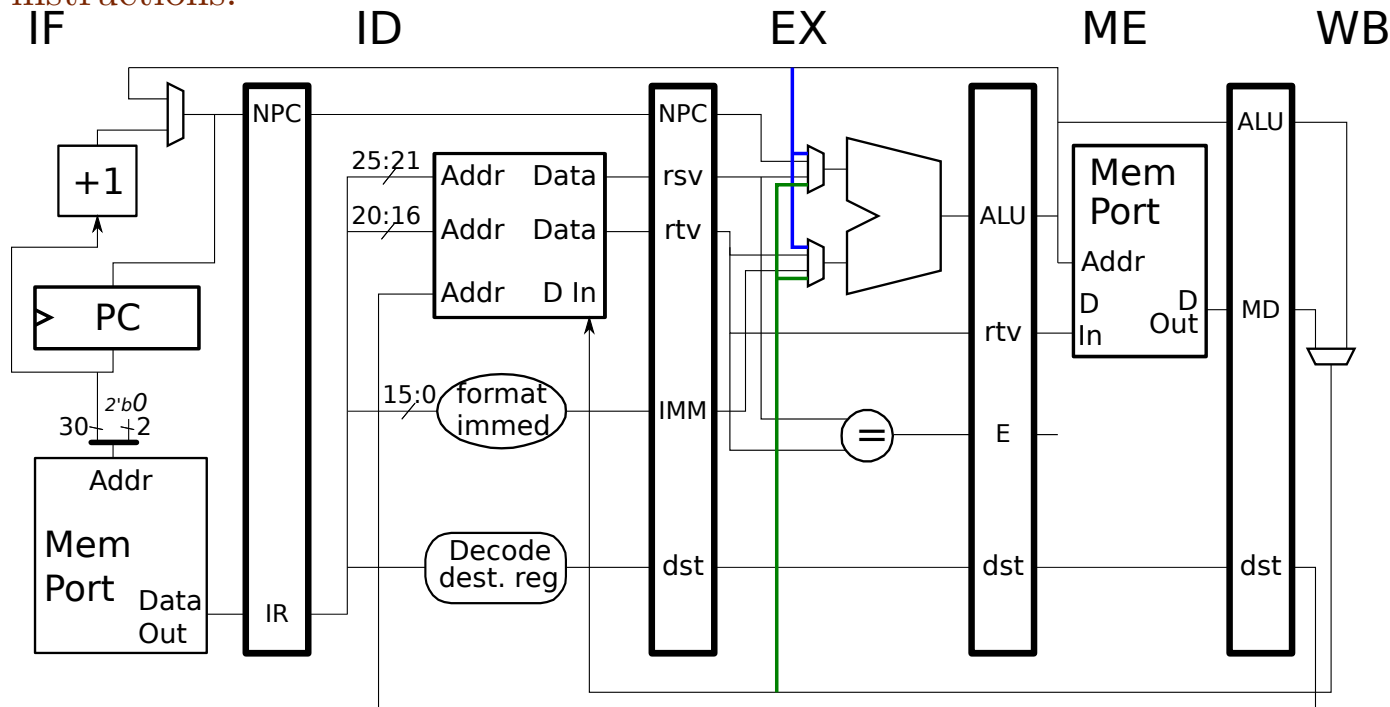 instructions.
IF ID EX ME WB
NPC NPC ALU
+1
25:21 Addr Data rsv
20:16 Addr Data rtv
Addr D In
Mem
Port
ALU
Addr
D
In
D
Out
MD
PC
rtv
15:0 format
immed
IMM
=
E
2'b0
30 2
Addr
Mem
Port
Data
Out
IR
Decode
dest. reg
dst dst dst